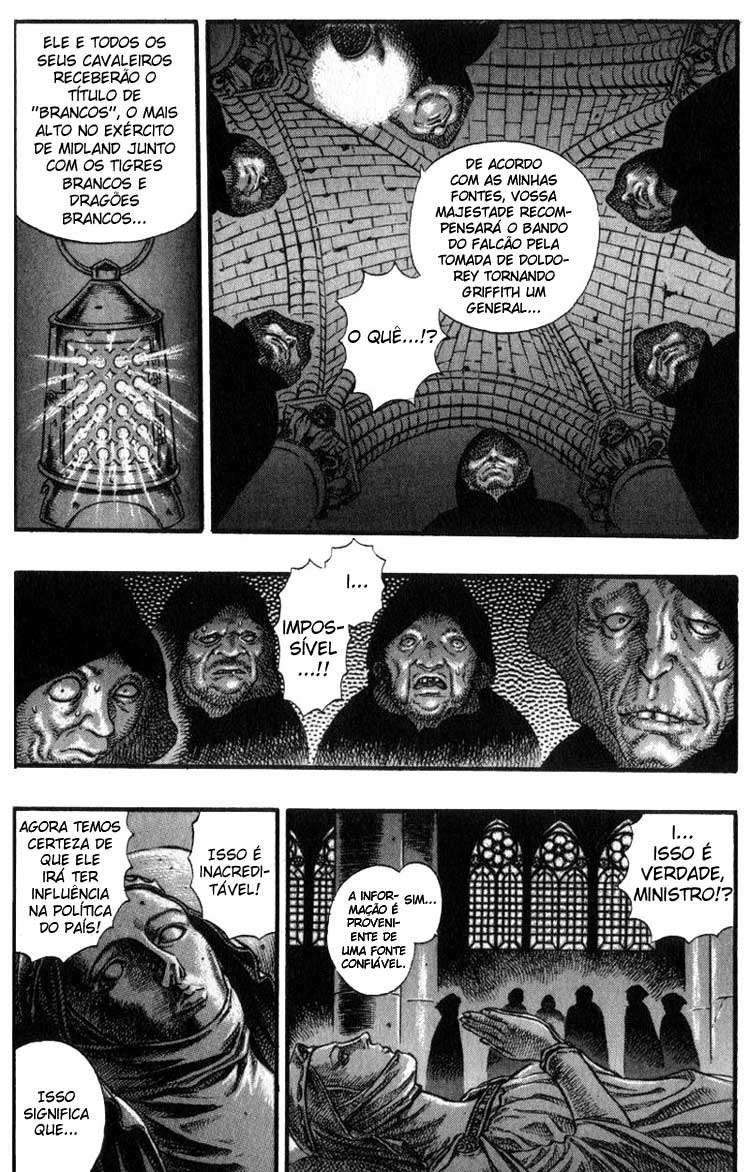 DE ACORDO
COM AS MINHAS
FONTES, VOSSA
MAJESTADE RECOM-
PENSARÁ O BANDO
DO FALCÃO PELA
TOMADA DE DOLDO-
REY TORNANDO
GRIFFITH UM
GENERAL...
O QUÊ...!?
ELE E TODOS OS
SEUS CAVALEIROS
RECEBERÃO O
TÍTULO DE
"BRANCOS", O MAIS
ALTO NO EXÉRCITO
DE MIDLAND JUNTO
COM OS TIGRES
BRANCOS E
DRAGÕES
BRANCOS...
I...
IMPOS-
SÍVEL
...!!
I...
ISSO É
VERDADE,
MINISTRO!?
SIM...
A INFOR-
MAÇÃO É
PROVENI-
ENTE DE
UMA FONTE
CONFIÁVEL.
ISSO É
INACREDI-
TÁVEL!
AGORA TEMOS
CERTEZA DE
QUE ELE
IRÁ TER
INFLUÊNCIA
NA POLÍTICA
DO PAÍS!
ISSO
SIGNIFICA
QUE...